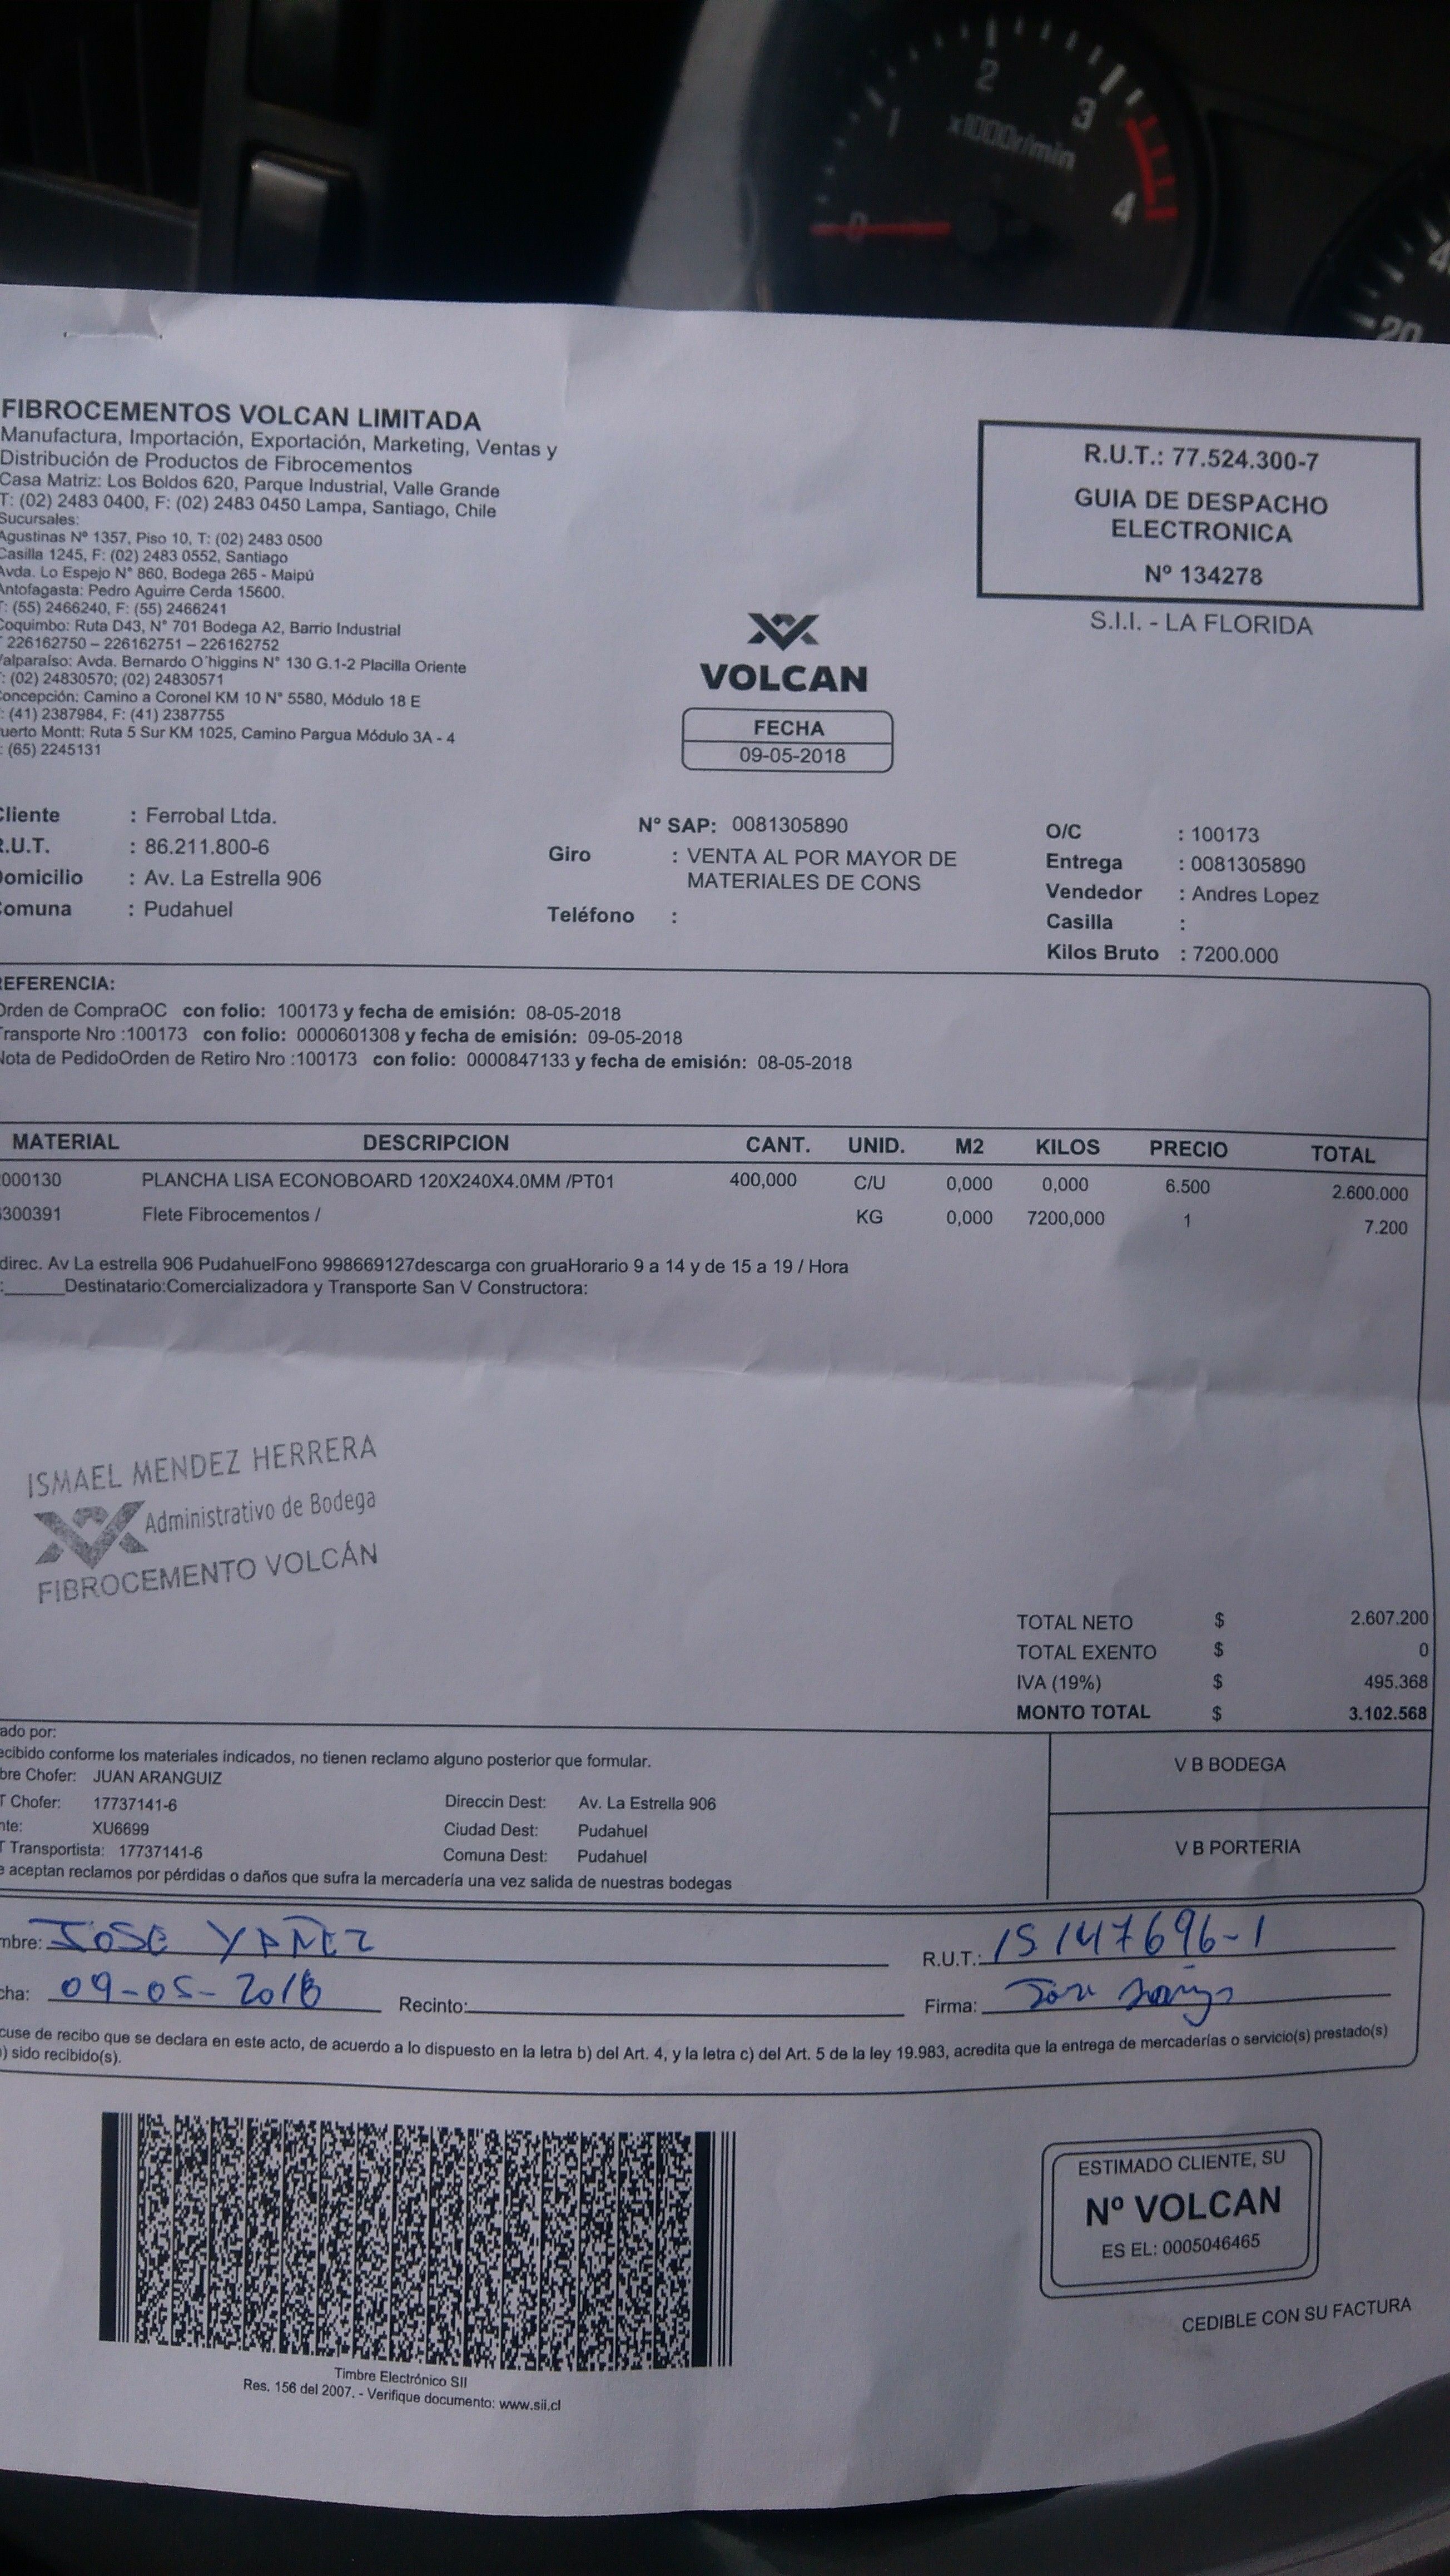 1
2
3
4
0
x1000r/min
20
FIBROCEMENTOS VOLCAN LIMITADA
Manufactura, Importación, Exportación, Marketing, Ventas y
Distribución de Productos de Fibrocementos
Casa Matriz: Los Boldos 620, Parque Industrial, Valle Grande
T: (02) 2483 0400, F: (02) 2483 0450 Lampa, Santiago, Chile
Sucursales:
Agustinas Nº 1357, Piso 10, T: (02) 2483 0500
Casilla 1245, F: (02) 2483 0552, Santiago
Avda. Lo Espejo N° 860, Bodega 265 - Maipú
Antofagasta: Pedro Aguirre Cerda 15600.
T: (55) 2466240, F: (55) 2466241
Coquimbo: Ruta D43, N° 701 Bodega A2, Barrio Industrial
226162750 – 226162751 – 226162752
Valparaíso: Avda. Bernardo O´higgins N° 130 G.1-2 Placilla Oriente
: (02) 24830570; (02) 24830571
Concepción: Camino a Coronel KM 10 N° 5580, Módulo 18 E
: (41) 2387984, F: (41) 2387755
uerto Montt: Ruta 5 Sur KM 1025, Camino Pargua Módulo 3A - 4
: (65) 2245131
R.U.T.: 77.524.300-7
GUIA DE DESPACHO
ELECTRONICA
Nº 134278
S.I.I. - LA FLORIDA
VOLCAN
FECHA
09-05-2018
Cliente : Ferrobal Ltda.
R.U.T. : 86.211.800-6
Domicilio : Av. La Estrella 906
Comuna : Pudahuel
N° SAP: 0081305890
Giro : VENTA AL POR MAYOR DE
MATERIALES DE CONS
Teléfono :
O/C : 100173
Entrega : 0081305890
Vendedor : Andres Lopez
Casilla :
Kilos Bruto : 7200.000
REFERENCIA:
Orden de CompraOC con folio: 100173 y fecha de emisión: 08-05-2018
Transporte Nro :100173 con folio: 0000601308 y fecha de emisión: 09-05-2018
Nota de PedidoOrden de Retiro Nro :100173 con folio: 0000847133 y fecha de emisión: 08-05-2018
MATERIAL DESCRIPCION CANT. UNID. M2 KILOS PRECIO TOTAL
000130 PLANCHA LISA ECONOBOARD 120X240X4.0MM /PT01 400,000 C/U 0,000 0,000 6.500 2.600.000
300391 Flete Fibrocementos / KG 0,000 7200,000 1 7.200
direc. Av La estrella 906 PudahuelFono 998669127descarga con gruaHorario 9 a 14 y de 15 a 19 / Hora
:______Destinatario:Comercializadora y Transporte San V Constructora:
ISMAEL MENDEZ HERRERA
Administrativo de Bodega
FIBROCEMENTO VOLCÁN
TOTAL NETO $ 2.607.200
TOTAL EXENTO $ 0
IVA (19%) $ 495.368
MONTO TOTAL $ 3.102.568
ado por:
ecibido conforme los materiales indicados, no tienen reclamo alguno posterior que formular.
bre Chofer: JUAN ARANGUIZ
T Chofer: 17737141-6 Direccin Dest: Av. La Estrella 906
nte: XU6699 Ciudad Dest: Pudahuel
T Transportista: 17737141-6 Comuna Dest: Pudahuel
e aceptan reclamos por pérdidas o daños que sufra la mercadería una vez salida de nuestras bodegas
V B BODEGA
V B PORTERIA
mbre: JOSE YAÑEZ R.U.T.: 15147696-1
cha: 09-05-2018 Recinto: Firma:
cuse de recibo que se declara en este acto, de acuerdo a lo dispuesto en la letra b) del Art. 4, y la letra c) del Art. 5 de la ley 19.983, acredita que la entrega de mercaderías o servicio(s) prestado(s)
) sido recibido(s).
Timbre Electrónico SII
Res. 156 del 2007. - Verifique documento: www.sii.cl
ESTIMADO CLIENTE, SU
Nº VOLCAN
ES EL: 0005046465
CEDIBLE CON SU FACTURA